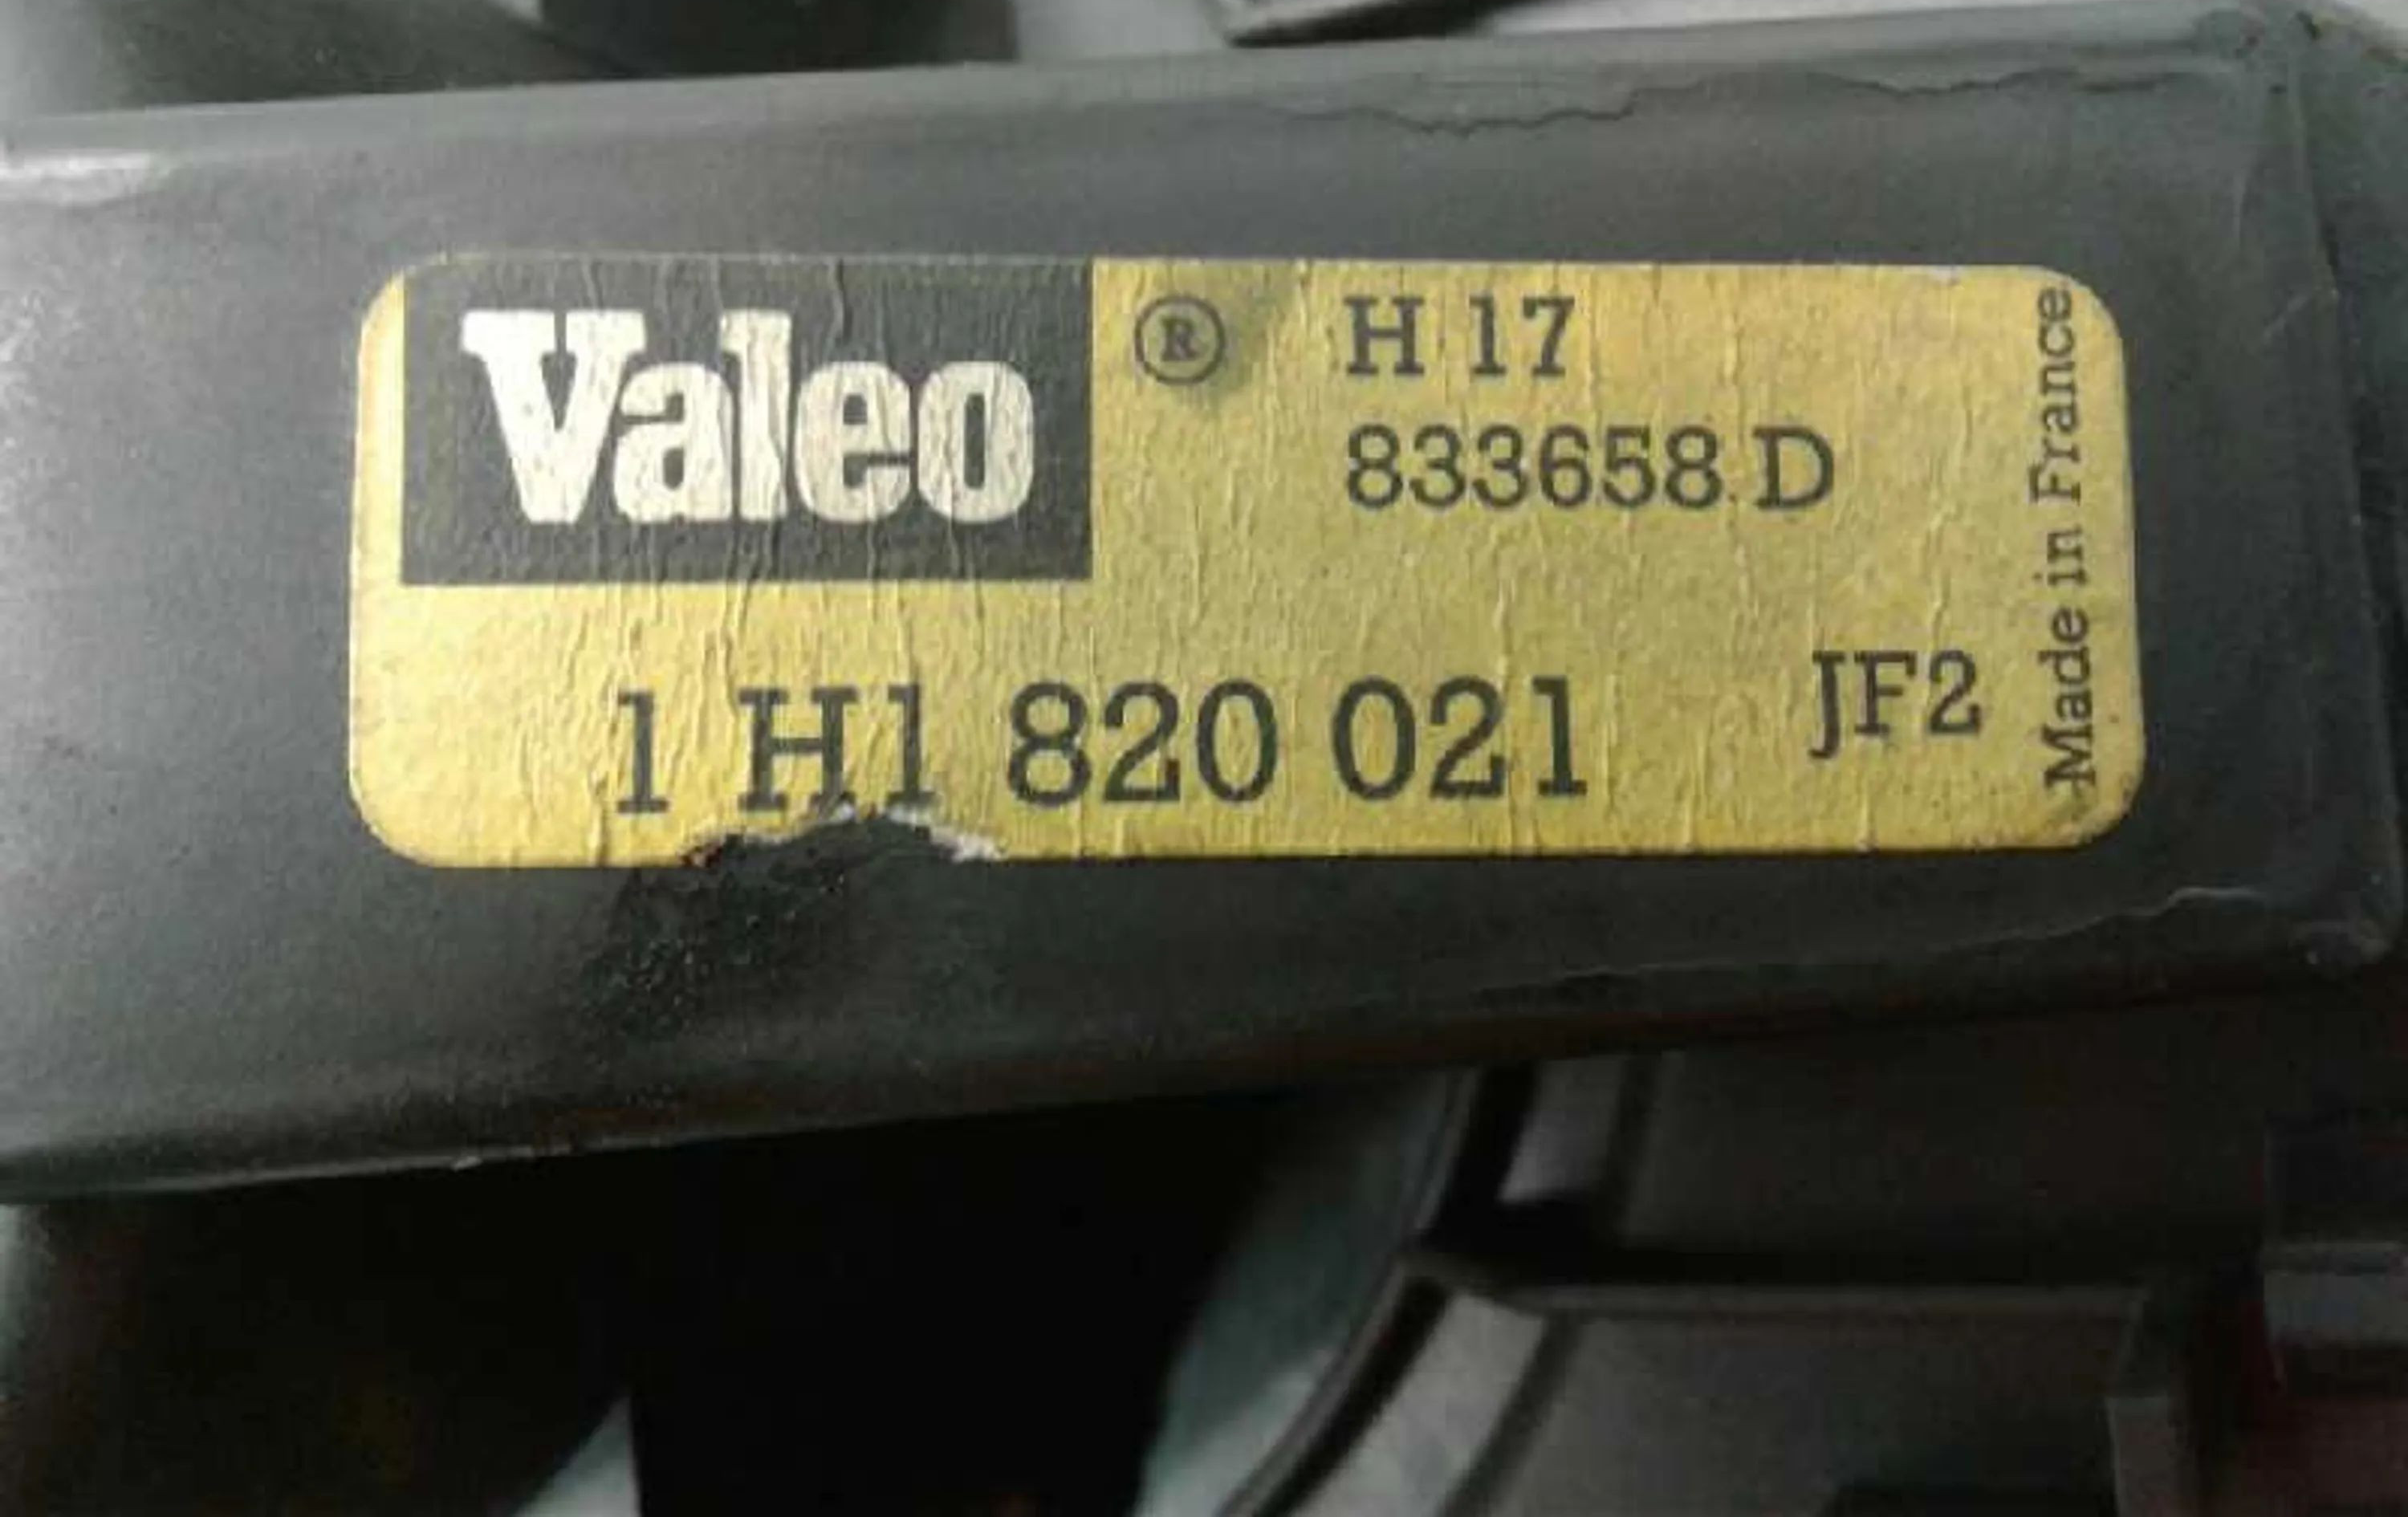 Valeo ® H 17
833658 D
1 H1 820 021 JF2
Made in France